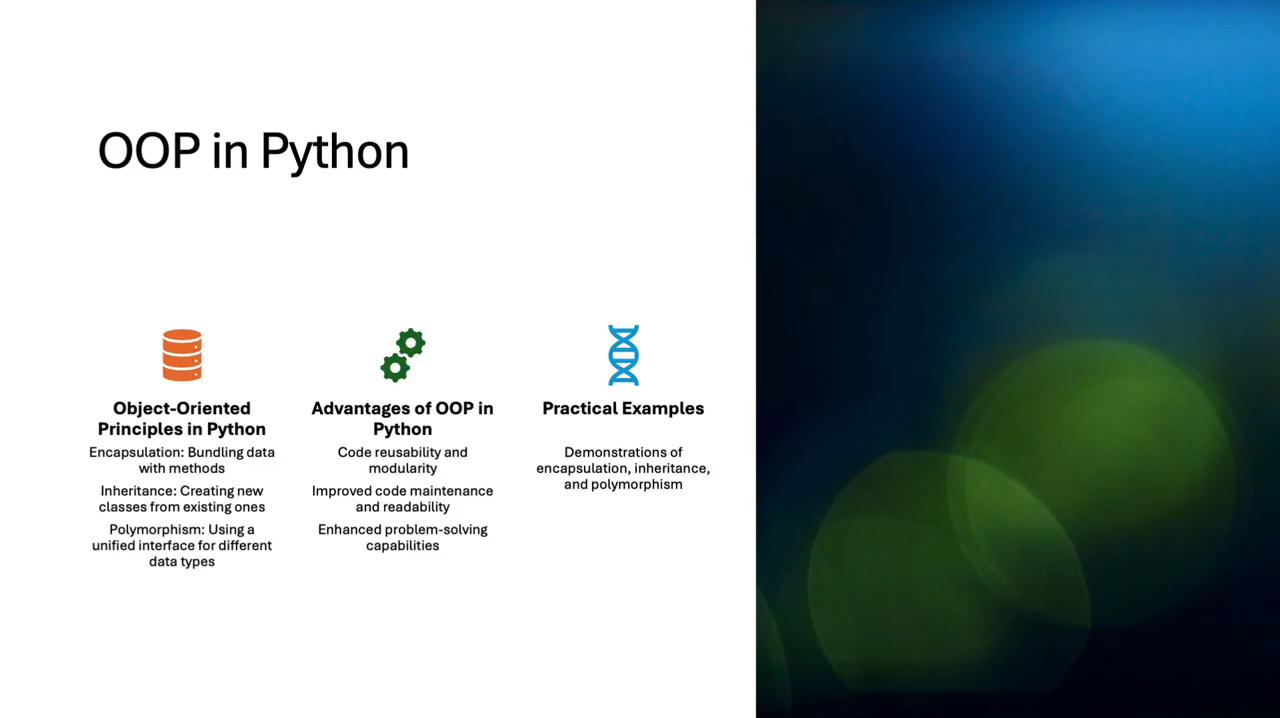 OOP in Python
Object-Oriented
Principles in Python
Encapsulation: Bundling data
with methods
Inheritance: Creating new
classes from existing ones
Polymorphism: Using a
unified interface for different
data types
Advantages of OOP in
Python
Code reusability and
modularity
Improved code maintenance
and readability
Enhanced problem-solving
capabilities
Practical Examples
Demonstrations of
encapsulation, inheritance,
and polymorphism